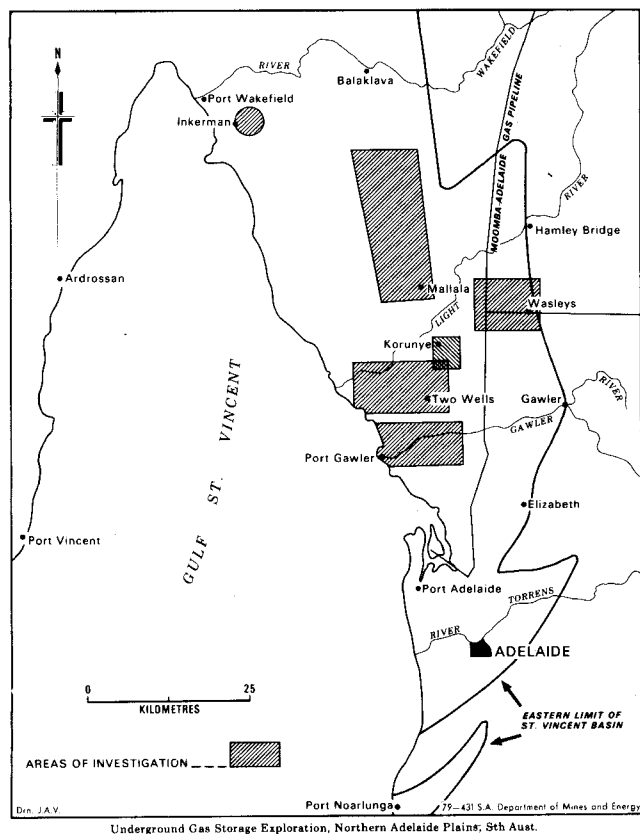 N
RIVER
Balaklava
WAKEFIELD
Port Wakefield
Inkerman
MOOMBA-ADELAIDE GAS PIPELINE
RIVER
Hamley Bridge
Ardrossan
Mallala
LIGHT
Wasleys
Korunye
Two Wells
Gawler
RIVER
GAWLER
Port Gawler
GULF ST. VINCENT
Elizabeth
Port Vincent
Port Adelaide
TORRENS
RIVER
ADELAIDE
0 25
KILOMETRES
EASTERN LIMIT OF
ST. VINCENT BASIN
AREAS OF INVESTIGATION
Port Noarlunga
Drn. J.A.V.
79-431 S.A. Department of Mines and Energy
Underground Gas Storage Exploration, Northern Adelaide Plains, Sth Aust.